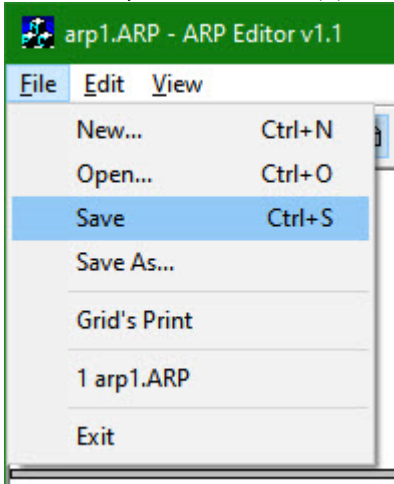 arp1.ARP - ARP Editor v1.1
File Edit View
New... Ctrl+N
Open... Ctrl+O
Save Ctrl+S
Save As...
Grid's Print
1 arp1.ARP
Exit